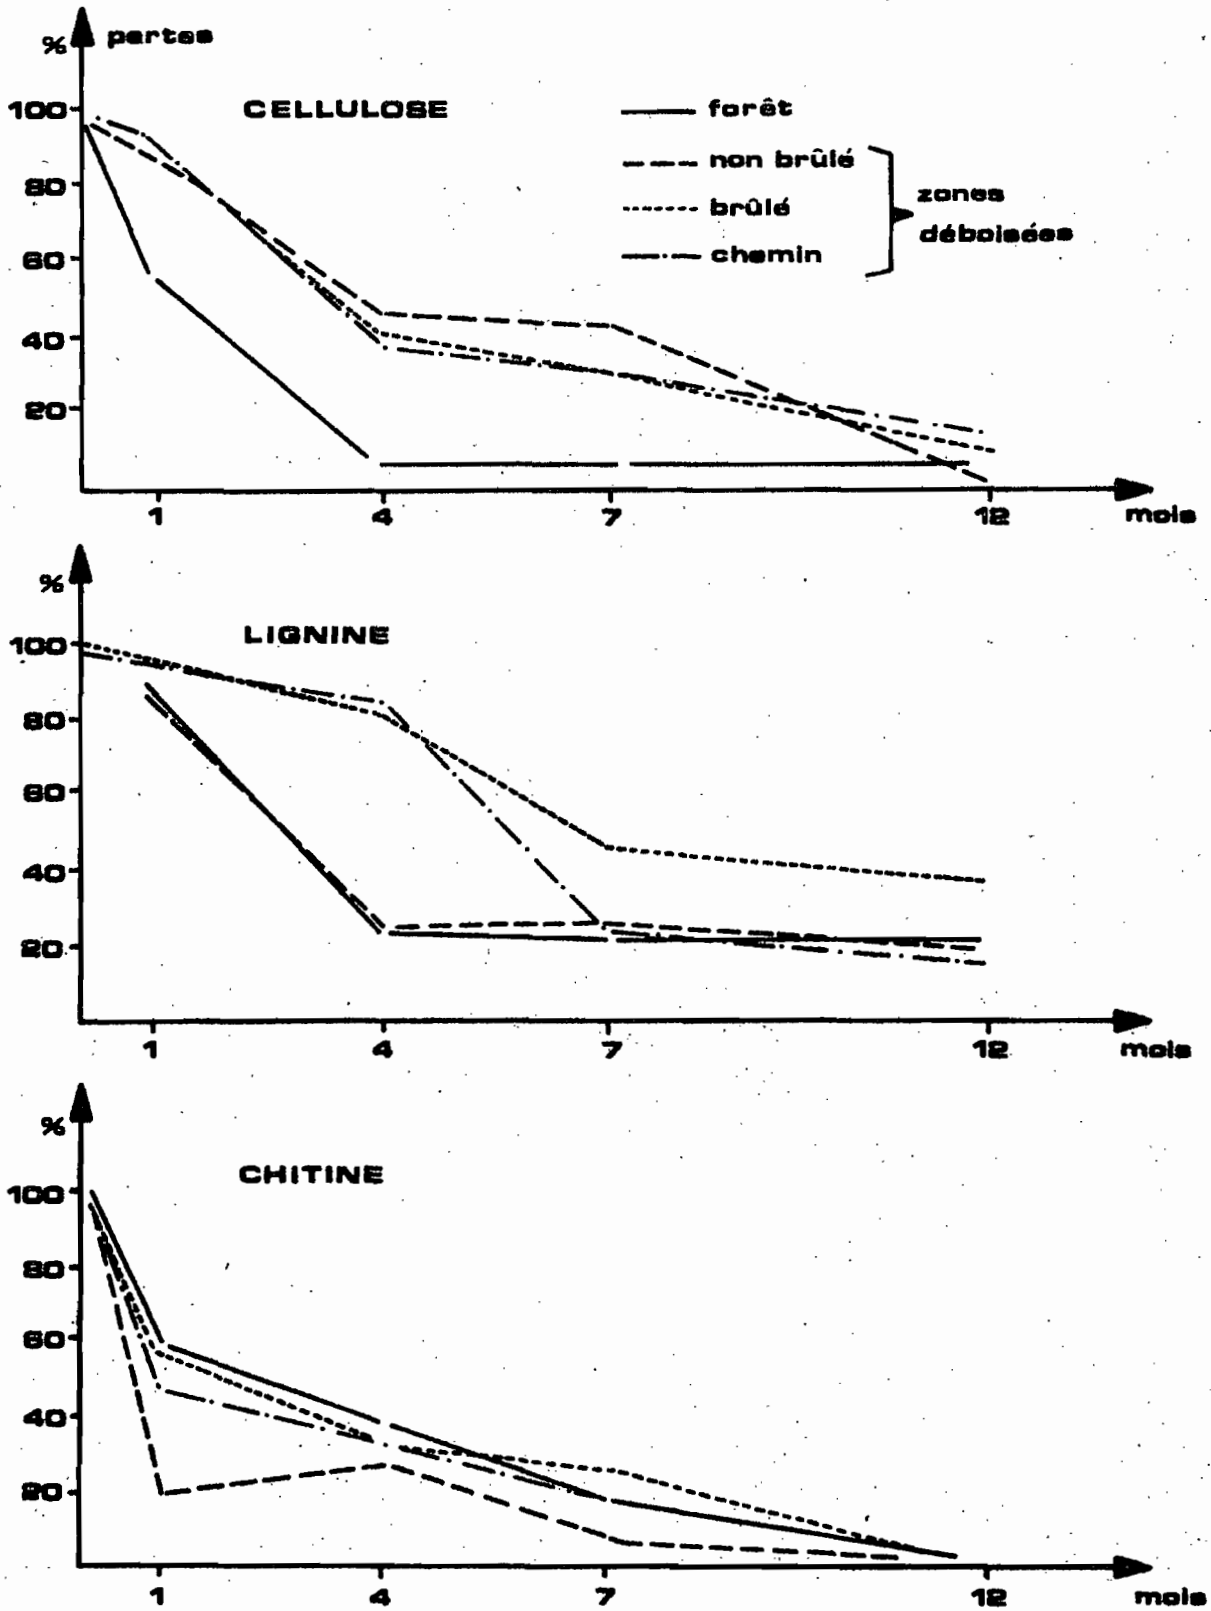 % pertes
100
CELLULOSE
forêt
80
non brûlé
brûlé
zones
déboisées
60
chemin
40
20
1 4 7 12 mois
%
100
LIGNINE
80
60
40
20
1 4 7 12 mois
%
CHITINE
100
80
60
40
20
1 4 7 12 mois